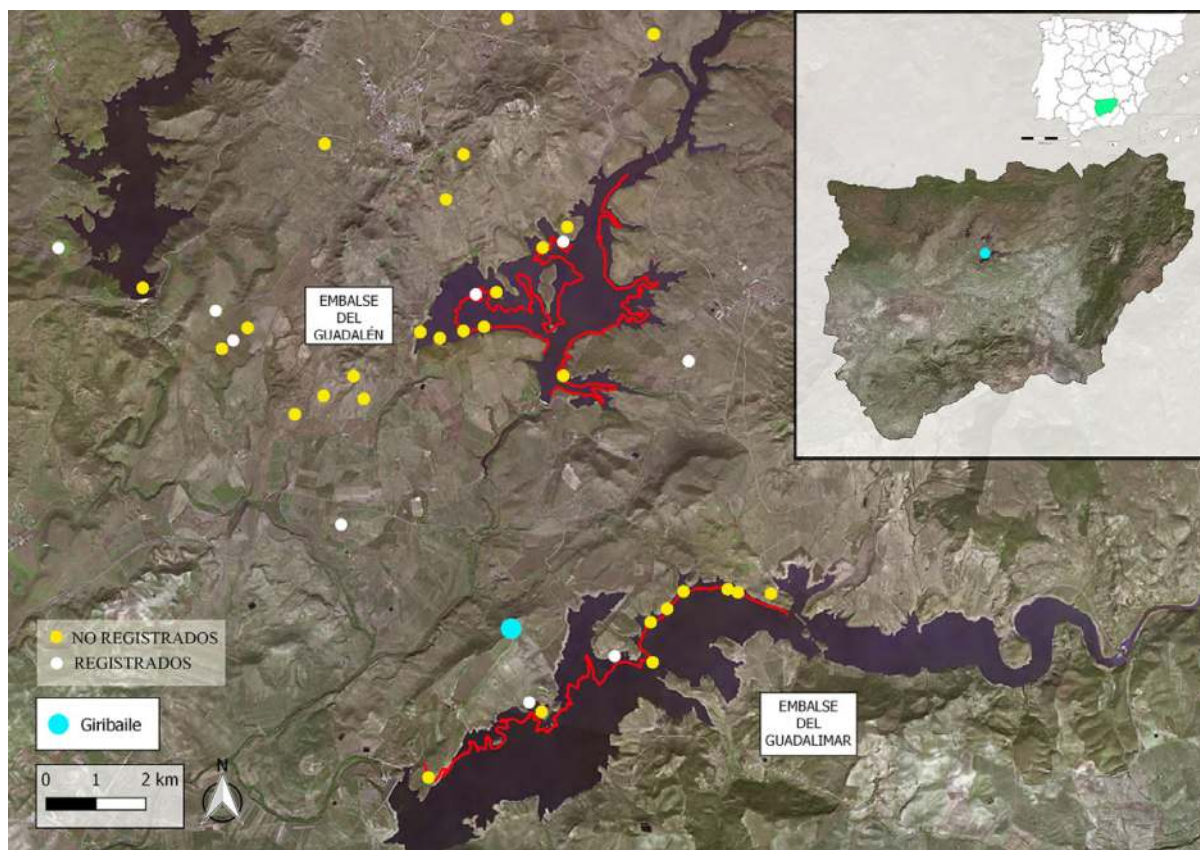 EMBALSE
DEL
GUADALÉN
NO REGISTRADOS
REGISTRADOS
Giribaile
0 1 2 km
N
EMBALSE
DEL
GUADALIMAR